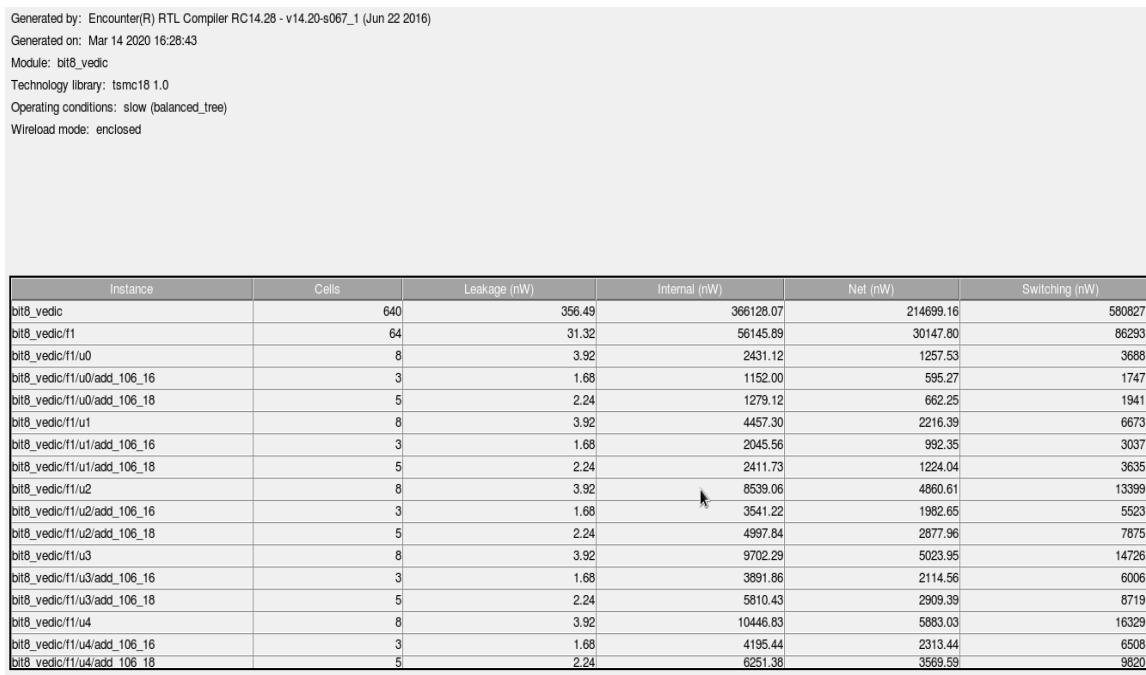 Generated by: Encounter(R) RTL Compiler RC14.28 - v14.20-s067_1 (Jun 22 2016)
Generated on: Mar 14 2020 16:28:43
Module: bit8_vedic
Technology library: tsmc18 1.0
Operating conditions: slow (balanced_tree)
Wireload mode: enclosed
Instance Cells Leakage (nW) Internal (nW) Net (nW) Switching (nW)
bit8_vedic 640 356.49 366128.07 214699.16 580827
bit8_vedic/f1 64 31.32 56145.89 30147.80 86293
bit8_vedic/f1/u0 8 3.92 2431.12 1257.53 3688
bit8_vedic/f1/u0/add_106_16 3 1.68 1152.00 595.27 1747
bit8_vedic/f1/u0/add_106_18 5 2.24 1279.12 662.25 1941
bit8_vedic/f1/u1 8 3.92 4457.30 2216.39 6673
bit8_vedic/f1/u1/add_106_16 3 1.68 2045.56 992.35 3037
bit8_vedic/f1/u1/add_106_18 5 2.24 2411.73 1224.04 3635
bit8_vedic/f1/u2 8 3.92 8539.06 4860.61 13399
bit8_vedic/f1/u2/add_106_16 3 1.68 3541.22 1982.65 5523
bit8_vedic/f1/u2/add_106_18 5 2.24 4997.84 2877.96 7875
bit8_vedic/f1/u3 8 3.92 9702.29 5023.95 14726
bit8_vedic/f1/u3/add_106_16 3 1.68 3891.86 2114.56 6006
bit8_vedic/f1/u3/add_106_18 5 2.24 5810.43 2909.39 8719
bit8_vedic/f1/u4 8 3.92 10446.83 5883.03 16329
bit8_vedic/f1/u4/add_106_16 3 1.68 4195.44 2313.44 6508
bit8_vedic/f1/u4/add_106_18 5 2.24 6251.38 3569.59 9820